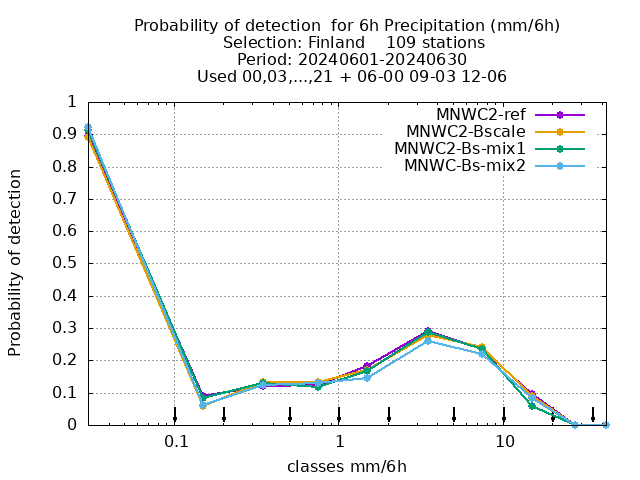 Probability of detection  for 6h Precipitation (mm/6h)
Selection: Finland    109 stations
Period: 20240601-20240630
Used 00,03,...,21 + 06-00 09-03 12-06
MNWC2-ref
MNWC2-Bscale
MNWC2-Bs-mix1
MNWC-Bs-mix2
Probability of detection
1
0.9
0.8
0.7
0.6
0.5
0.4
0.3
0.2
0.1
0
0.1 1 10
classes mm/6h